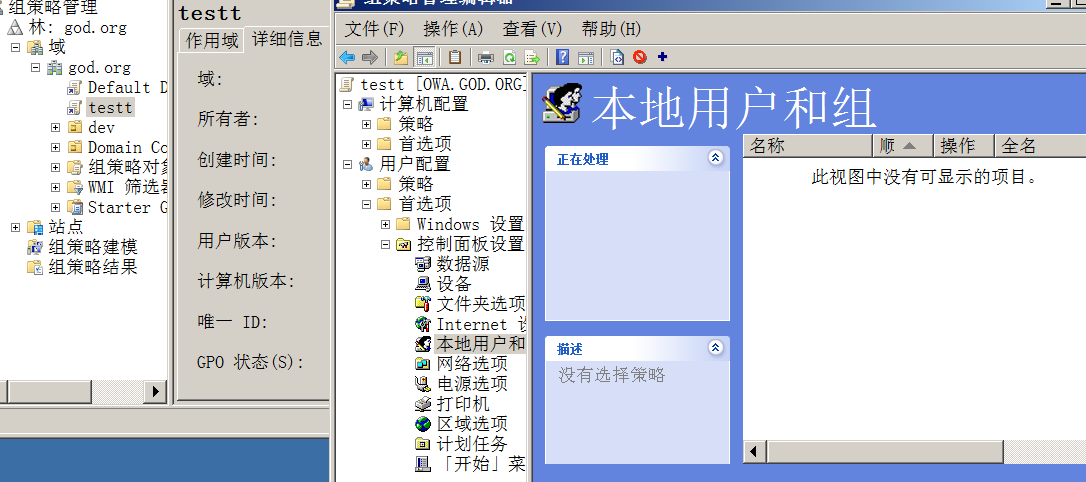 组策略管理
林: god.org
域
god.org
Default D
testt
dev
Domain Co
组策略对象
WMI 筛选器
Starter G
站点
组策略建模
组策略结果
testt
作用域
详细信息
域:
所有者:
创建时间:
修改时间:
用户版本:
计算机版本:
唯一 ID:
GPO 状态(S):
组策略管理编辑器
文件(F) 操作(A) 查看(V) 帮助(H)
testt [OWA.GOD.ORG]
计算机配置
策略
首选项
用户配置
策略
首选项
Windows 设置
控制面板设置
数据源
设备
文件夹选项
Internet 设
本地用户和
网络选项
电源选项
打印机
区域选项
计划任务
「开始」菜
本地用户和组
正在处理
描述
没有选择策略
名称 顺 操作 全名
此视图中没有可显示的项目。